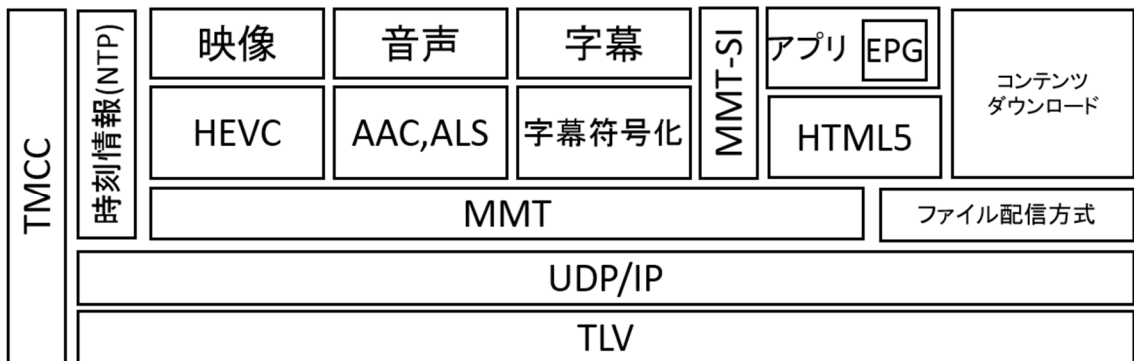 TMCC
時刻情報(NTP)
映像
音声
字幕
MMT-SI
アプリ
EPG
コンテンツ
ダウンロード
HEVC
AAC,ALS
字幕符号化
HTML5
MMT
ファイル配信方式
UDP/IP
TLV